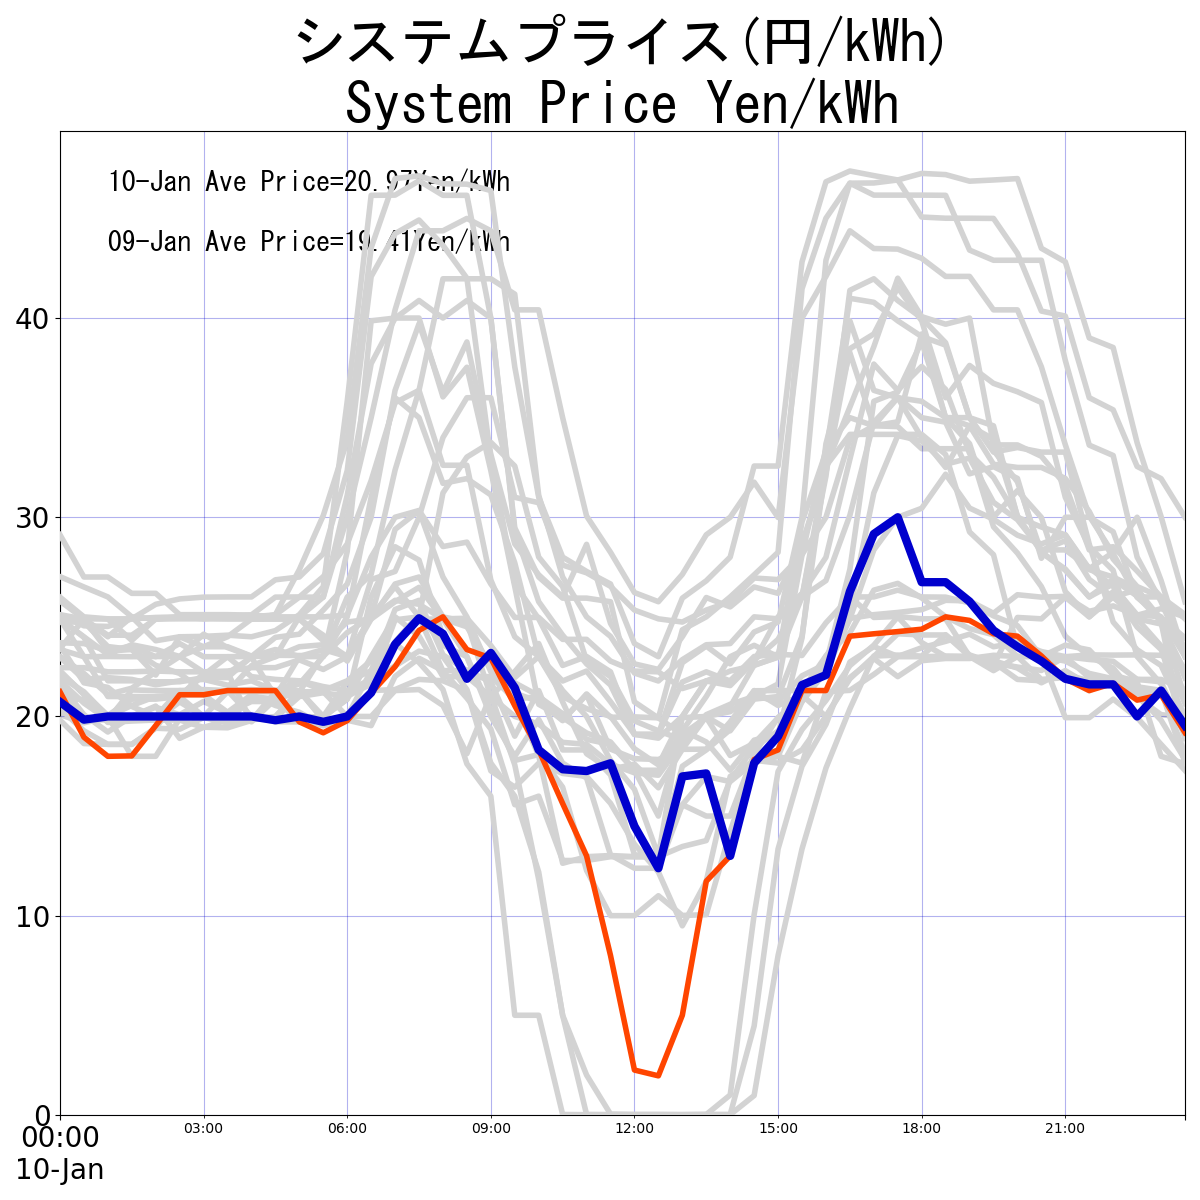 システムプライス(円/kWh)
System Price Yen/kWh
10-Jan Ave Price=20.97Yen/kWh
09-Jan Ave Price=19.41Yen/kWh
40
30
20
10
0
00:00 03:00 06:00 09:00 12:00 15:00 18:00 21:00
10-Jan